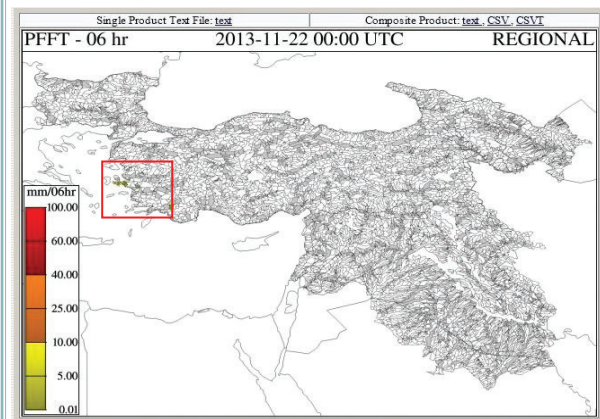 Single Product Text File: text
Composite Product: text , CSV , CSVT
PFFT - 06 hr 2013-11-22 00:00 UTC REGIONAL
mm/06hr
100.00
60.00
40.00
25.00
10.00
5.00
0.01